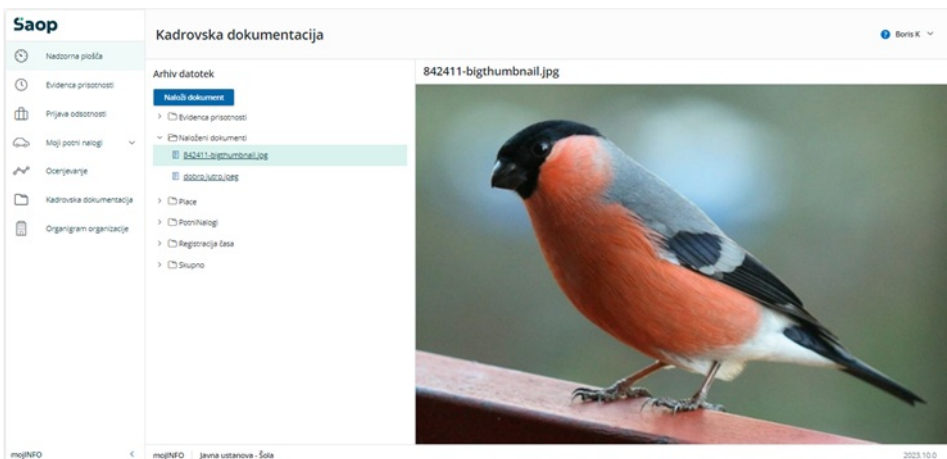 Saop
Kadrovska dokumentacija
Boris K
Nadzorna plošča
Evidenca prisotnosti
Prijava odsotnosti
Moji potni nalogi
Ocenjevanje
Kadrovska dokumentacija
Organigram organizacije
mojINFO
Arhiv datotek
Naloži dokument
Evidenca prisotnosti
Naloženi dokumenti
842411-bigthumbnail.jpg
dobro jutro.jpeg
Place
PotniNalogi
Registracija časa
Skupno
842411-bigthumbnail.jpg
mojINFO
Javna ustanova - Šola
2023.10.0